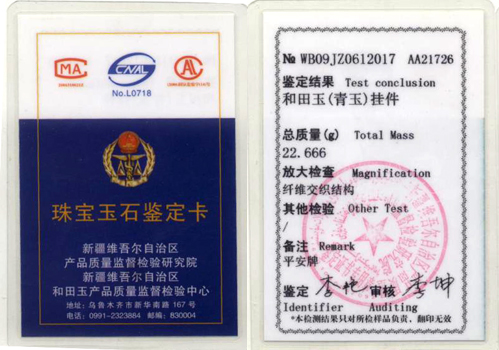 CMA
CNAL
No.L0718
珠宝玉石鉴定卡
新疆维吾尔自治区
产品质量监督检验研究院
新疆维吾尔自治区
和田玉产品质量监督检验中心
地址:乌鲁木齐市新华南路 167 号
电话:0991-2323884 邮编:830004
№ WB09JZ0612017 AA21726
鉴定结果 Test conclusion
和田玉(青玉)挂件
总质量(g) Total Mass
22.666
放大检查 Magnification
纤维交织结构
其他检验 Other Test
/
备注 Remark
平安牌
鉴定 审核 李坤
Identifier Auditing
*本检测结果只对所检样品负责,翻印无效